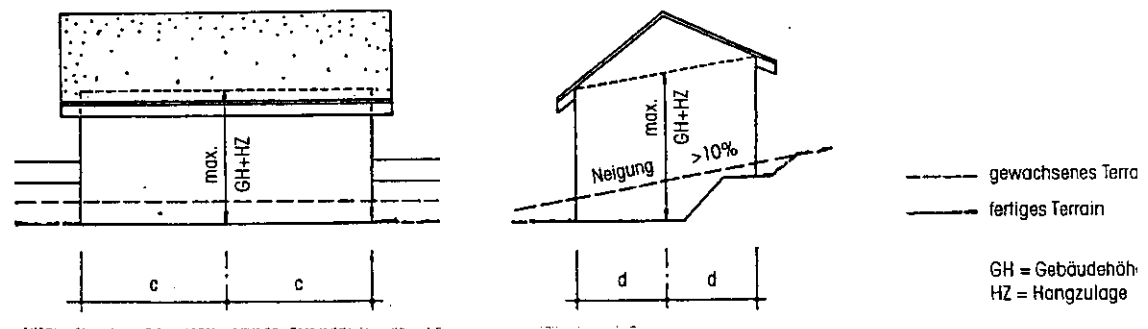 max.
GH+HZ
c
c
max.
GH+HZ
Neigung >10%
d
d
gewachsenes Terra
fertiges Terrain
GH = Gebäudehöh
HZ = Hangzulage